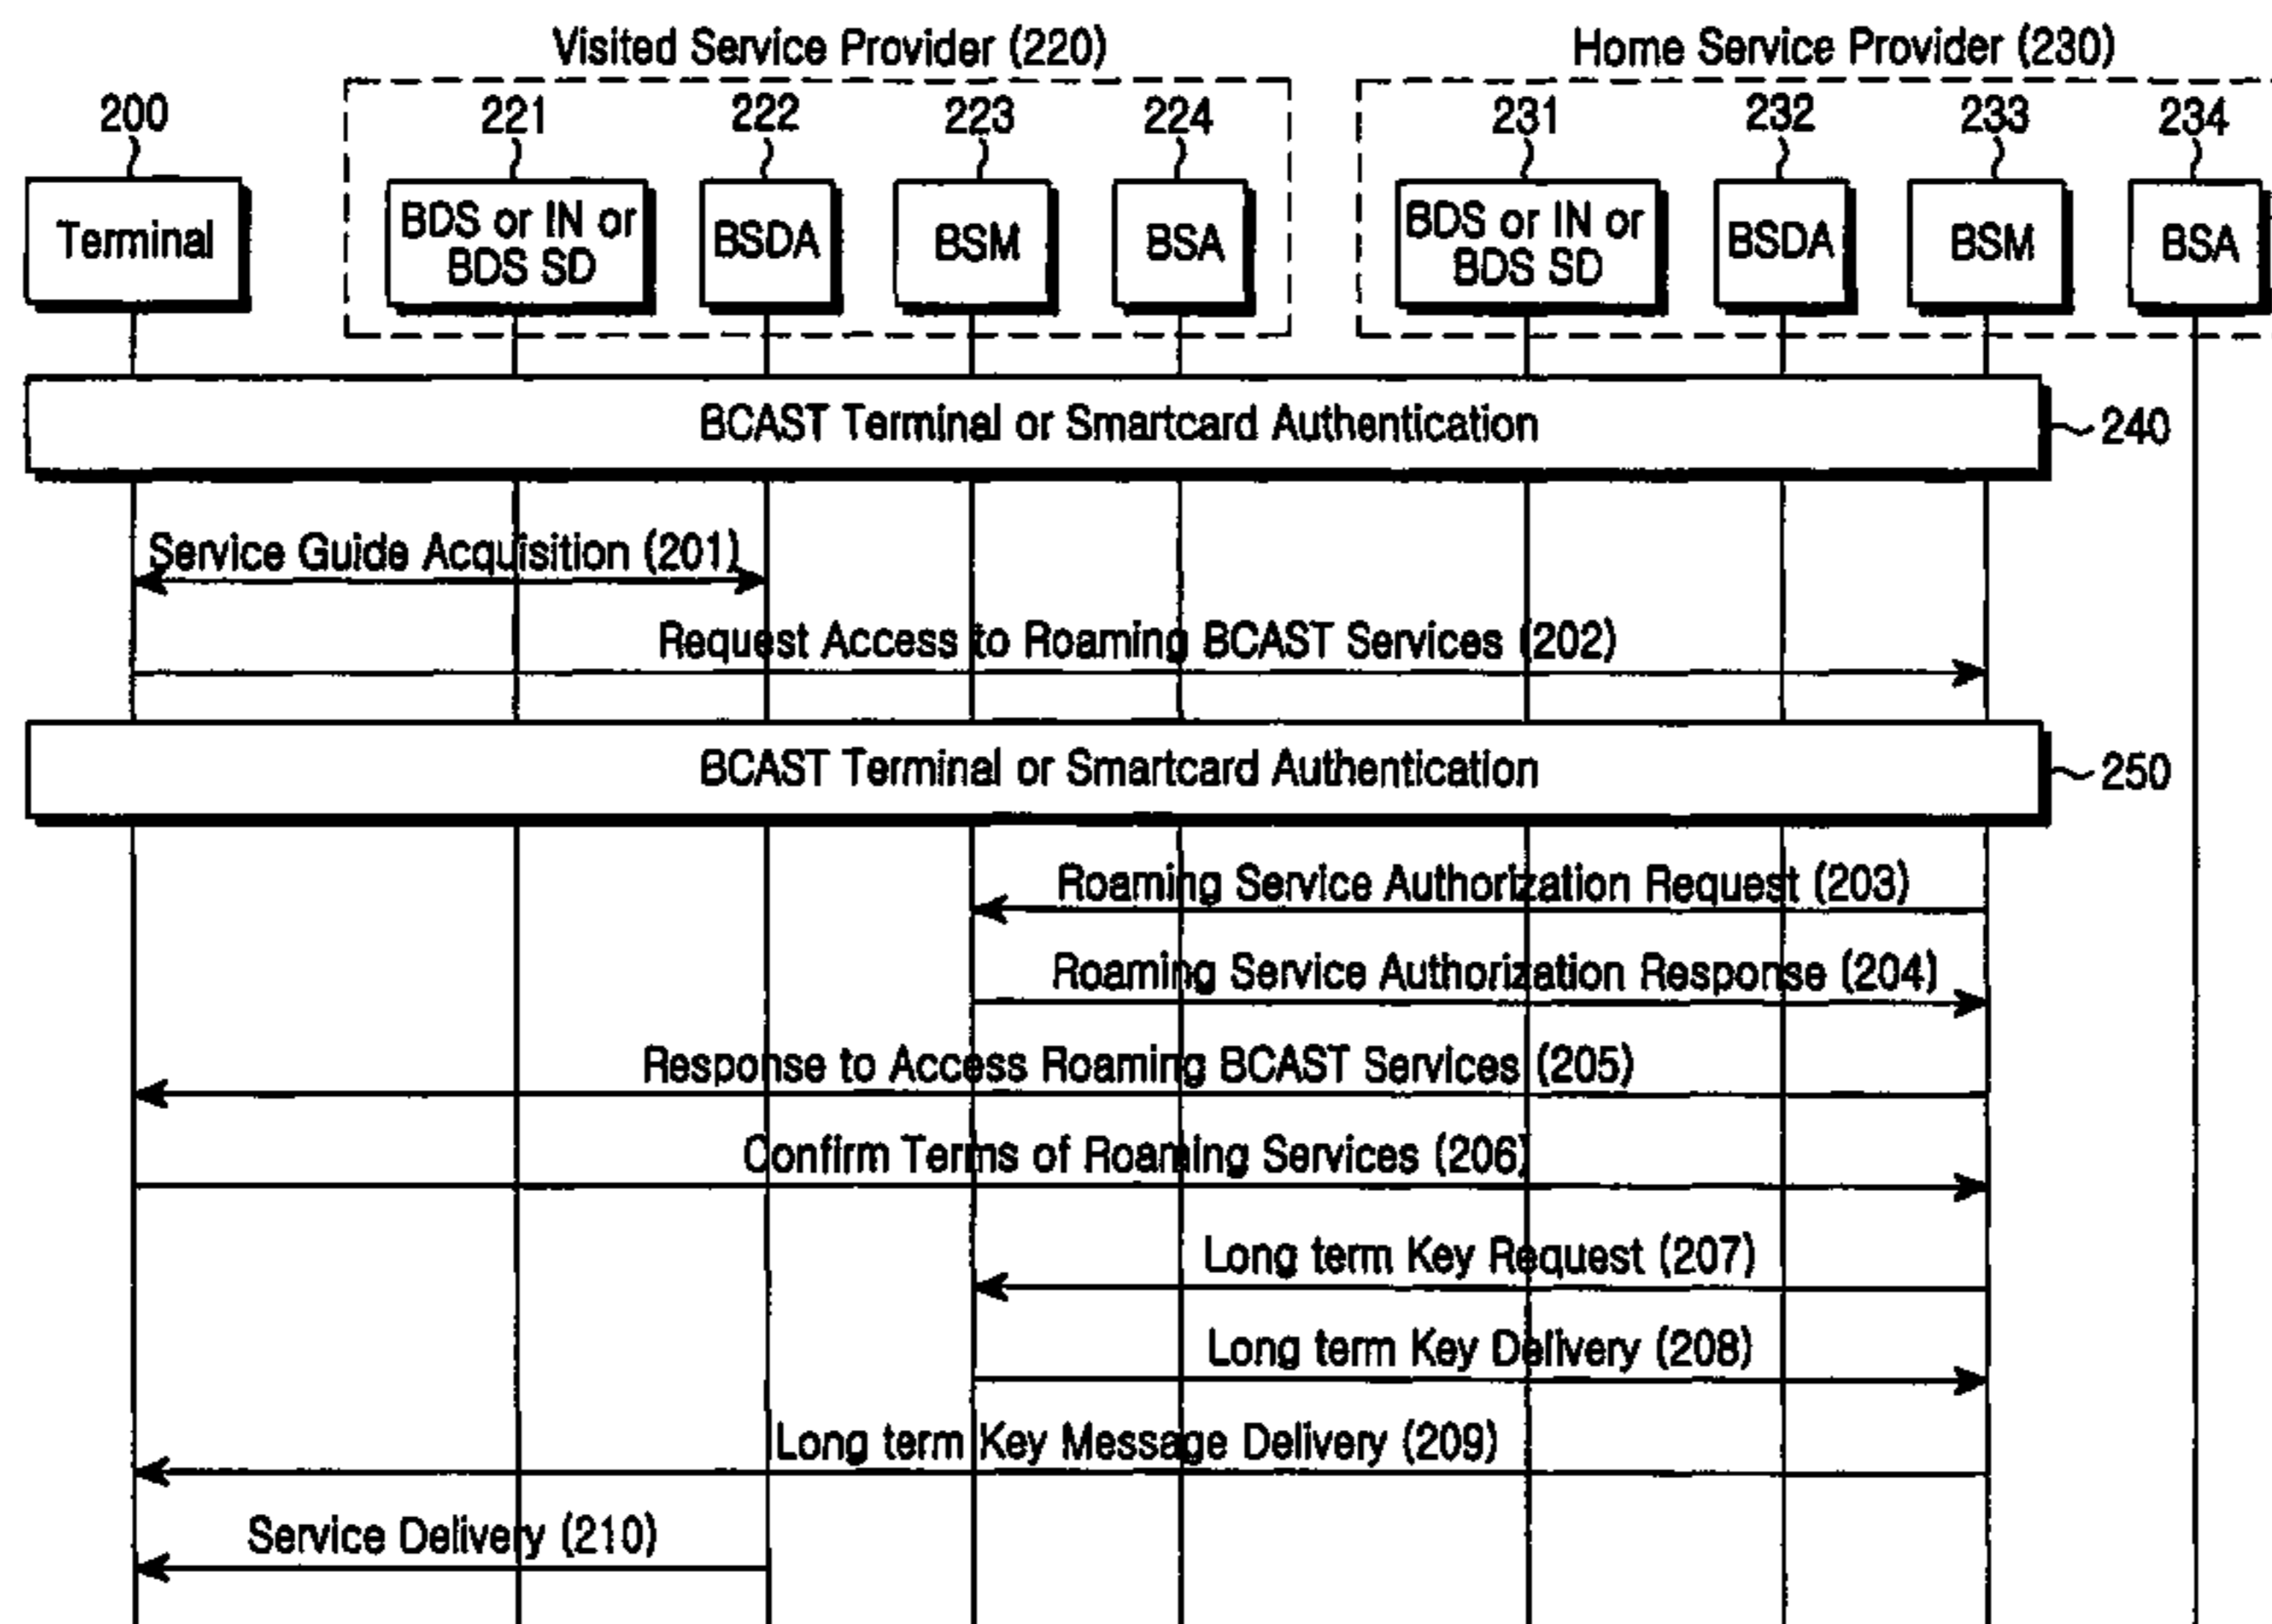 Visited Service Provider (220)
Home Service Provider (230)
200
221
222
223
224
231
232
233
234
Terminal
BDS or IN or
BDS SD
BSDA
BSM
BSA
BDS or IN or
BDS SD
BSDA
BSM
BSA
BCAST Terminal or Smartcard Authentication
240
Service Guide Acquisition (201)
Request Access to Roaming BCAST Services (202)
BCAST Terminal or Smartcard Authentication
250
Roaming Service Authorization Request (203)
Roaming Service Authorization Response (204)
Response to Access Roaming BCAST Services (205)
Confirm Terms of Roaming Services (206)
Long term Key Request (207)
Long term Key Delivery (208)
Long term Key Message Delivery (209)
Service Delivery (210)